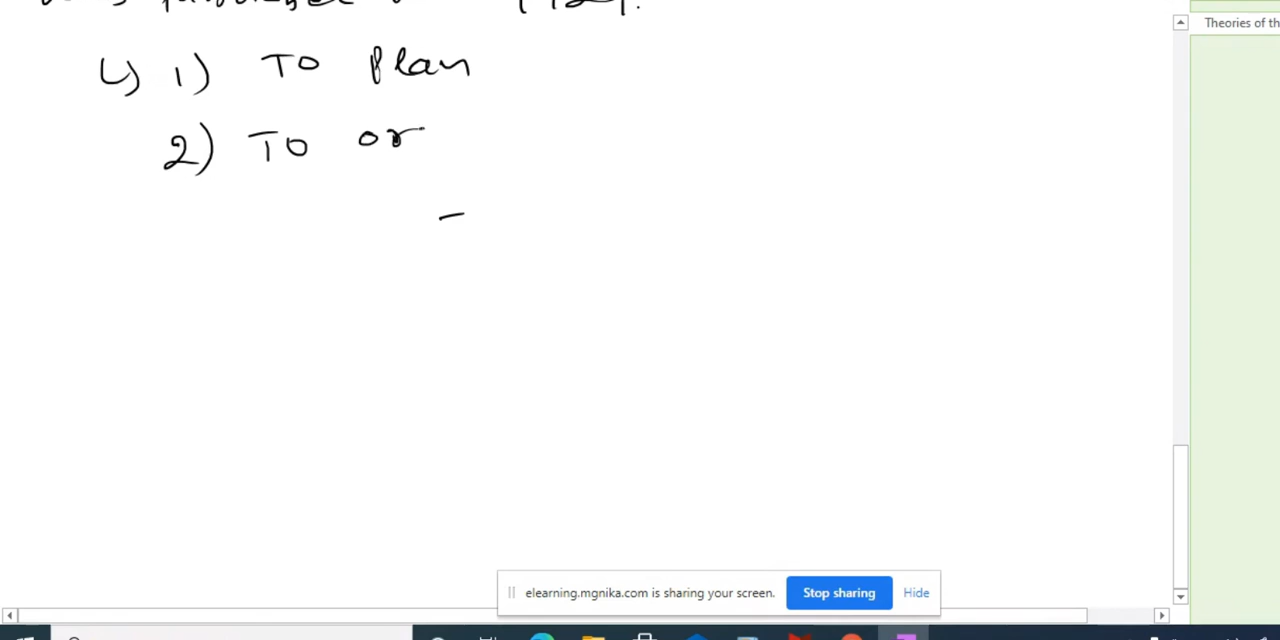 Theories of th
↳ 1) To Plan
2) To or
elearning.mgnika.com is sharing your screen. Stop sharing Hide